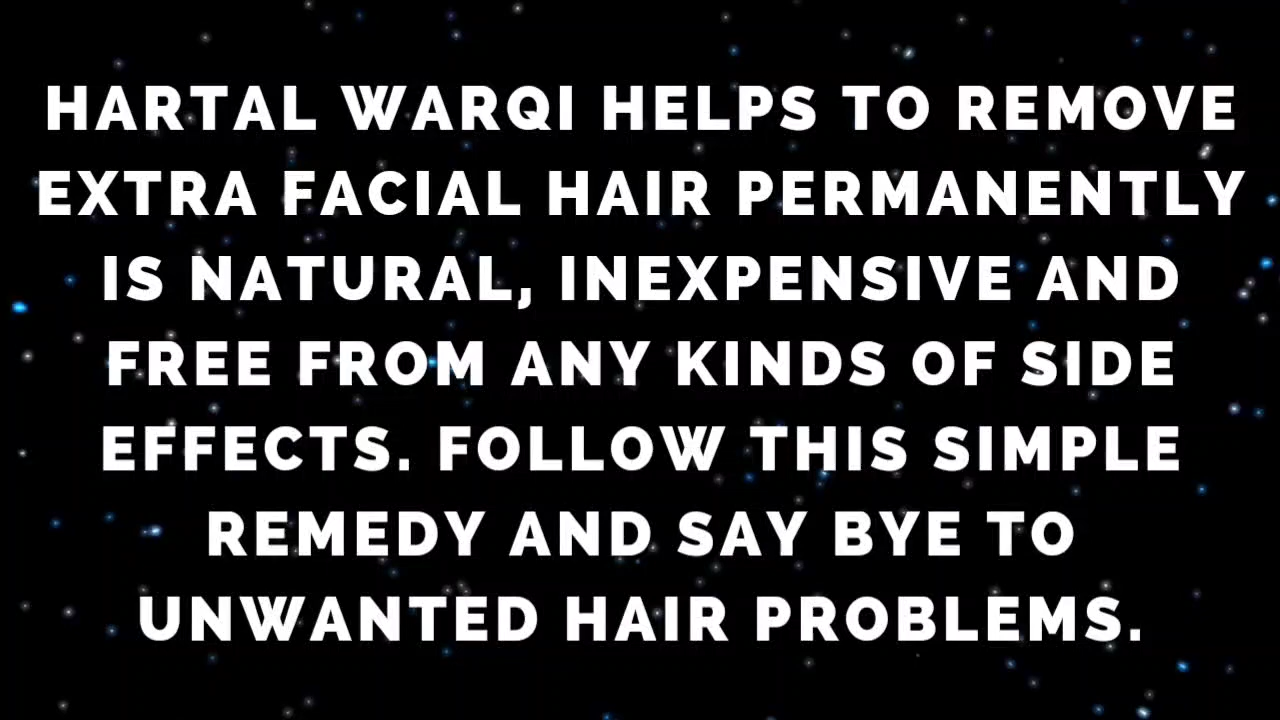 HARTAL WARQI HELPS TO REMOVE
EXTRA FACIAL HAIR PERMANENTLY
IS NATURAL, INEXPENSIVE AND
FREE FROM ANY KINDS OF SIDE
EFFECTS. FOLLOW THIS SIMPLE
REMEDY AND SAY BYE TO
UNWANTED HAIR PROBLEMS.